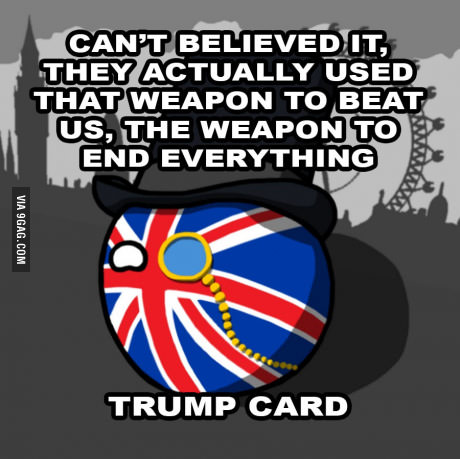 CAN'T BELIEVED IT,
THEY ACTUALLY USED
THAT WEAPON TO BEAT
US, THE WEAPON TO
END EVERYTHING
VIA 9GAG.COM
TRUMP CARD